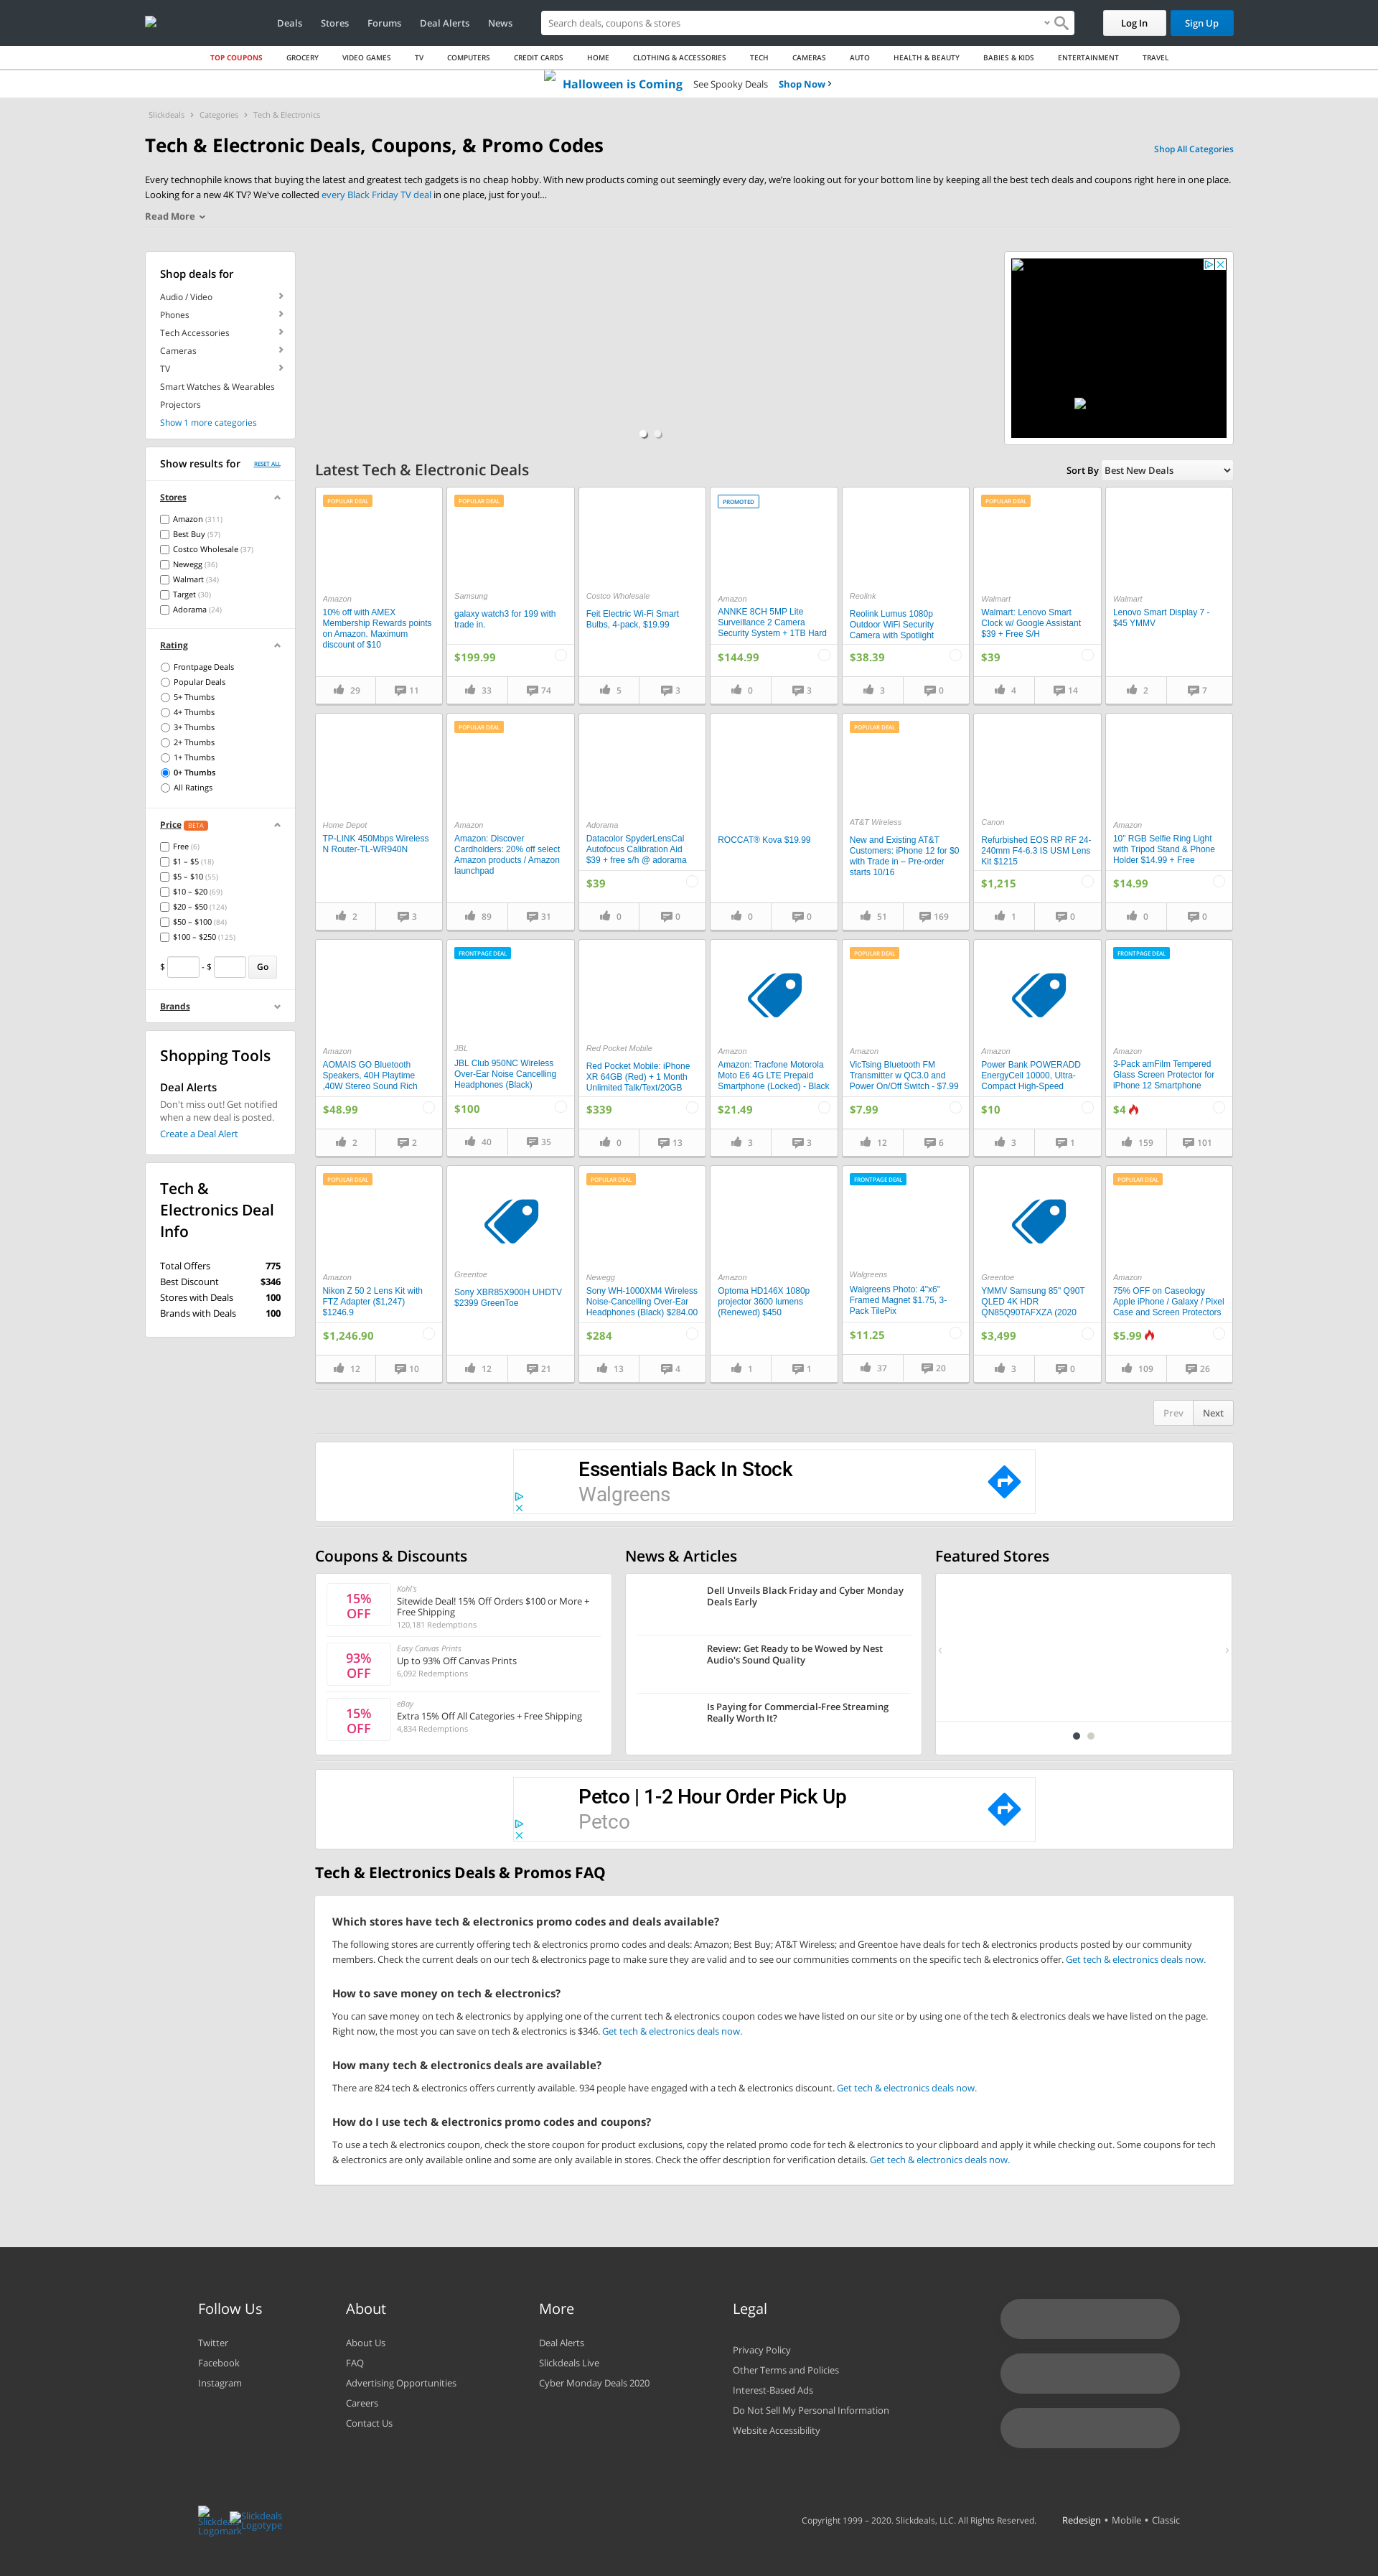 Deals Stores Forums Deal Alerts News
Search deals, coupons & stores
Log In Sign Up
TOP COUPONS GROCERY VIDEO GAMES TV COMPUTERS CREDIT CARDS HOME CLOTHING & ACCESSORIES TECH CAMERAS AUTO HEALTH & BEAUTY BABIES & KIDS ENTERTAINMENT TRAVEL
Halloween is Coming See Spooky Deals Shop Now
Slickdeals Categories Tech & Electronics
Tech & Electronic Deals, Coupons, & Promo Codes
Shop All Categories
Every technophile knows that buying the latest and greatest tech gadgets is no cheap hobby. With new products coming out seemingly every day, we're looking out for your bottom line by keeping all the best tech deals and coupons right here in one place.
Looking for a new 4K TV? We've collected every Black Friday TV deal in one place, just for you!...
Read More
Shop deals for
Audio / Video
Phones
Tech Accessories
Cameras
TV
Smart Watches & Wearables
Projectors
Show 1 more categories
Show results for RESET ALL
Stores
Amazon (311)
Best Buy (57)
Costco Wholesale (37)
Newegg (36)
Walmart (34)
Target (30)
Adorama (24)
Rating
Frontpage Deals
Popular Deals
5+ Thumbs
4+ Thumbs
3+ Thumbs
2+ Thumbs
1+ Thumbs
0+ Thumbs
All Ratings
Price BETA
Free (6)
$1 – $5 (18)
$5 – $10 (55)
$10 – $20 (69)
$20 – $50 (124)
$50 – $100 (84)
$100 – $250 (125)
$ - $ Go
Brands
Shopping Tools
Deal Alerts
Don't miss out! Get notified
when a new deal is posted.
Create a Deal Alert
Tech &
Electronics Deal
Info
Total Offers 775
Best Discount $346
Stores with Deals 100
Brands with Deals 100
Latest Tech & Electronic Deals
Sort By Best New Deals
POPULAR DEAL
Amazon
10% off with AMEX
Membership Rewards points
on Amazon. Maximum
discount of $10
29 11
POPULAR DEAL
Samsung
galaxy watch3 for 199 with
trade in.
$199.99
33 74
Costco Wholesale
Feit Electric Wi-Fi Smart
Bulbs, 4-pack, $19.99
5 3
PROMOTED
Amazon
ANNKE 8CH 5MP Lite
Surveillance 2 Camera
Security System + 1TB Hard
$144.99
0 3
Reolink
Reolink Lumus 1080p
Outdoor WiFi Security
Camera with Spotlight
$38.39
3 0
POPULAR DEAL
Walmart
Walmart: Lenovo Smart
Clock w/ Google Assistant
$39 + Free S/H
$39
4 14
Walmart
Lenovo Smart Display 7 -
$45 YMMV
2 7
Home Depot
TP-LINK 450Mbps Wireless
N Router-TL-WR940N
2 3
POPULAR DEAL
Amazon
Amazon: Discover
Cardholders: 20% off select
Amazon products / Amazon
launchpad
89 31
Adorama
Datacolor SpyderLensCal
Autofocus Calibration Aid
$39 + free s/h @ adorama
$39
0 0
ROCCAT® Kova $19.99
0 0
POPULAR DEAL
AT&T Wireless
New and Existing AT&T
Customers: iPhone 12 for $0
with Trade in – Pre-order
starts 10/16
51 169
Canon
Refurbished EOS RP RF 24-
240mm F4-6.3 IS USM Lens
Kit $1215
$1,215
1 0
Amazon
10" RGB Selfie Ring Light
with Tripod Stand & Phone
Holder $14.99 + Free
$14.99
0 0
Amazon
AOMAIS GO Bluetooth
Speakers, 40H Playtime
,40W Stereo Sound Rich
$48.99
2 2
FRONTPAGE DEAL
JBL
JBL Club 950NC Wireless
Over-Ear Noise Cancelling
Headphones (Black)
$100
40 35
Red Pocket Mobile
Red Pocket Mobile: iPhone
XR 64GB (Red) + 1 Month
Unlimited Talk/Text/20GB
$339
0 13
Amazon
Amazon: Tracfone Motorola
Moto E6 4G LTE Prepaid
Smartphone (Locked) - Black
$21.49
3 3
POPULAR DEAL
Amazon
VicTsing Bluetooth FM
Transmitter w QC3.0 and
Power On/Off Switch - $7.99
$7.99
12 6
Amazon
Power Bank POWERADD
EnergyCell 10000, Ultra-
Compact High-Speed
$10
3 1
FRONTPAGE DEAL
Amazon
3-Pack amFilm Tempered
Glass Screen Protector for
iPhone 12 Smartphone
$4
159 101
POPULAR DEAL
Amazon
Nikon Z 50 2 Lens Kit with
FTZ Adapter ($1,247)
$1246.9
$1,246.90
12 10
Greentoe
Sony XBR85X900H UHDTV
$2399 GreenToe
12 21
POPULAR DEAL
Newegg
Sony WH-1000XM4 Wireless
Noise-Cancelling Over-Ear
Headphones (Black) $284.00
$284
13 4
Amazon
Optoma HD146X 1080p
projector 3600 lumens
(Renewed) $450
1 1
FRONTPAGE DEAL
Walgreens
Walgreens Photo: 4"x6"
Framed Magnet $1.75, 3-
Pack TilePix
$11.25
37 20
Greentoe
YMMV Samsung 85" Q90T
QLED 4K HDR
QN85Q90TAFXZA (2020
$3,499
3 0
POPULAR DEAL
Amazon
75% OFF on Caseology
Apple iPhone / Galaxy / Pixel
Case and Screen Protectors
$5.99
109 26
Prev Next
Essentials Back In Stock
Walgreens
Coupons & Discounts
15%
OFF
Kohl's
Sitewide Deal! 15% Off Orders $100 or More +
Free Shipping
120,181 Redemptions
93%
OFF
Easy Canvas Prints
Up to 93% Off Canvas Prints
6,092 Redemptions
15%
OFF
eBay
Extra 15% Off All Categories + Free Shipping
4,834 Redemptions
News & Articles
Dell Unveils Black Friday and Cyber Monday
Deals Early
Review: Get Ready to be Wowed by Nest
Audio's Sound Quality
Is Paying for Commercial-Free Streaming
Really Worth It?
Featured Stores
Petco | 1-2 Hour Order Pick Up
Petco
Tech & Electronics Deals & Promos FAQ
Which stores have tech & electronics promo codes and deals available?
The following stores are currently offering tech & electronics promo codes and deals: Amazon; Best Buy; AT&T Wireless; and Greentoe have deals for tech & electronics products posted by our community
members. Check the current deals on our tech & electronics page to make sure they are valid and to see our communities comments on the specific tech & electronics offer. Get tech & electronics deals now.
How to save money on tech & electronics?
You can save money on tech & electronics by applying one of the current tech & electronics coupon codes we have listed on our site or by using one of the tech & electronics deals we have listed on the page.
Right now, the most you can save on tech & electronics is $346. Get tech & electronics deals now.
How many tech & electronics deals are available?
There are 824 tech & electronics offers currently available. 934 people have engaged with a tech & electronics discount. Get tech & electronics deals now.
How do I use tech & electronics promo codes and coupons?
To use a tech & electronics coupon, check the store coupon for product exclusions, copy the related promo code for tech & electronics to your clipboard and apply it while checking out. Some coupons for tech
& electronics are only available online and some are only available in stores. Check the offer description for verification details. Get tech & electronics deals now.
Follow Us
Twitter
Facebook
Instagram
About
About Us
FAQ
Advertising Opportunities
Careers
Contact Us
More
Deal Alerts
Slickdeals Live
Cyber Monday Deals 2020
Legal
Privacy Policy
Other Terms and Policies
Interest-Based Ads
Do Not Sell My Personal Information
Website Accessibility
Slickdeals
Logomark
Slickdeals
Logotype
Copyright 1999 – 2020. Slickdeals, LLC. All Rights Reserved.
Redesign • Mobile • Classic